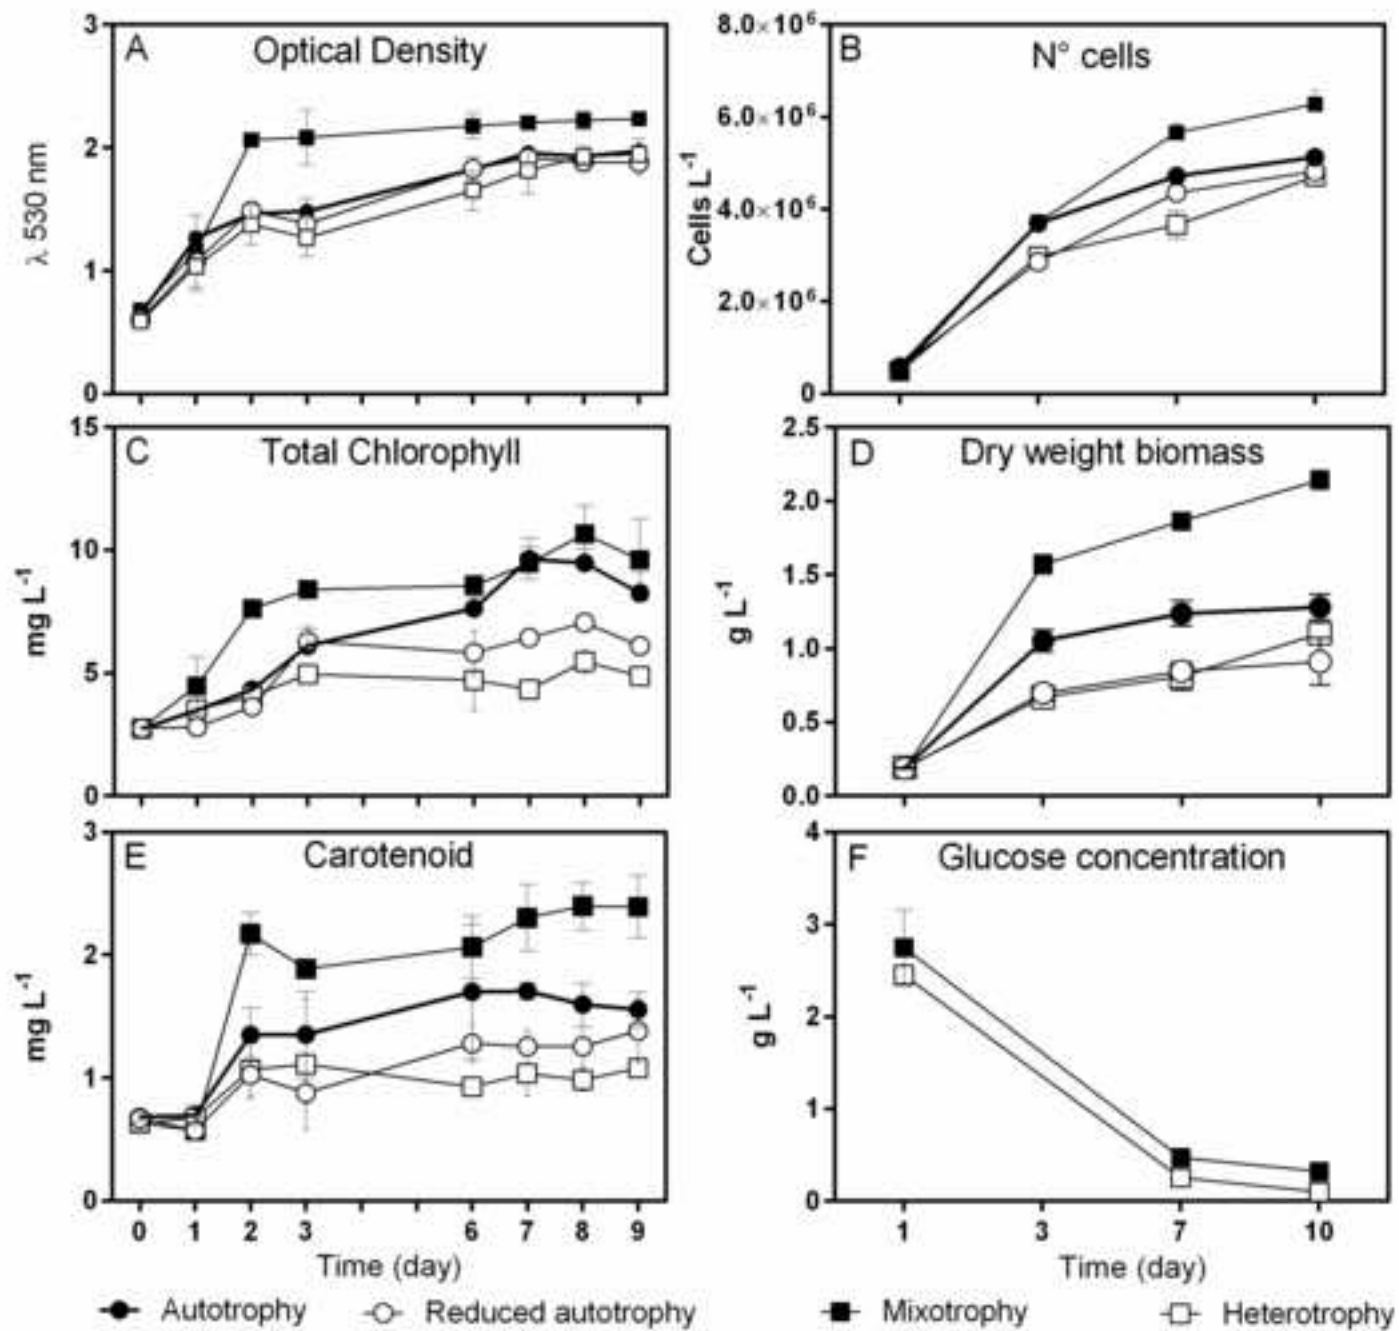 A Optical Density
λ 530 nm
3
2
1
0
B N° cells
Cells L⁻¹
8.0×10⁶
6.0×10⁶
4.0×10⁶
2.0×10⁶
0
C Total Chlorophyll
mg L⁻¹
15
10
5
0
D Dry weight biomass
g L⁻¹
2.5
2.0
1.5
1.0
0.5
0.0
E Carotenoid
mg L⁻¹
3
2
1
0
0 1 2 3 6 7 8 9
Time (day)
F Glucose concentration
g L⁻¹
4
3
2
1
0
1 3 7 10
Time (day)
Autotrophy Reduced autotrophy Mixotrophy Heterotrophy